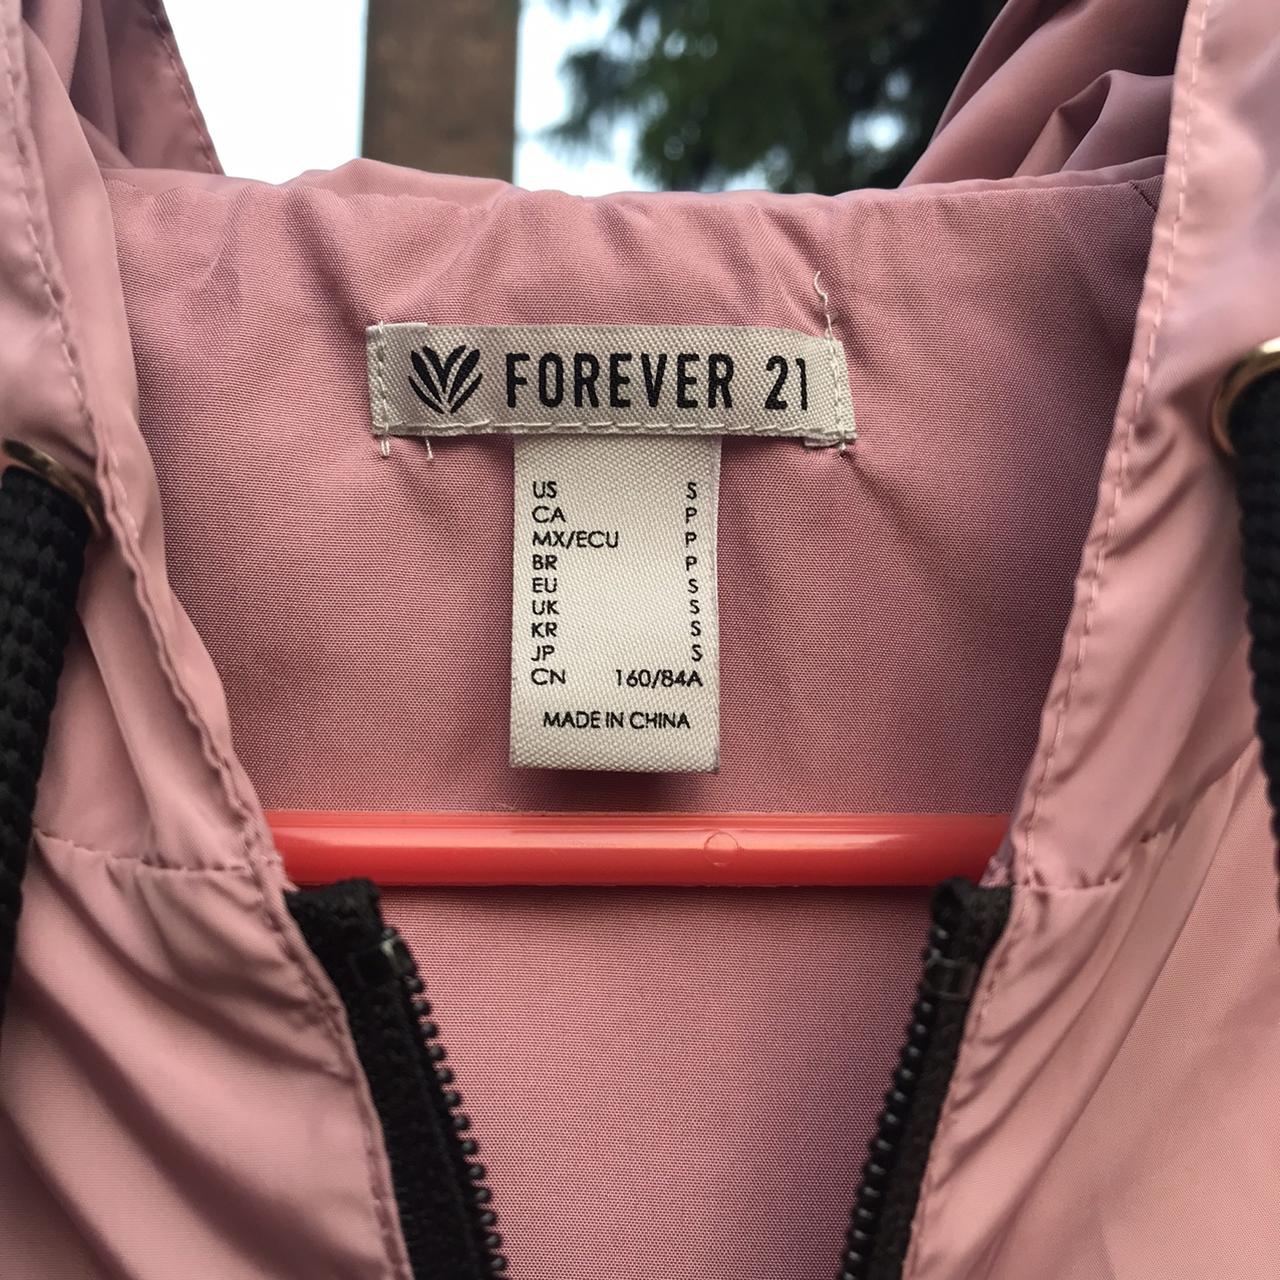 FOREVER 21
US S
CA P
MX/ECU P
BR P
EU S
UK S
KR S
JP S
CN 160/84A
MADE IN CHINA